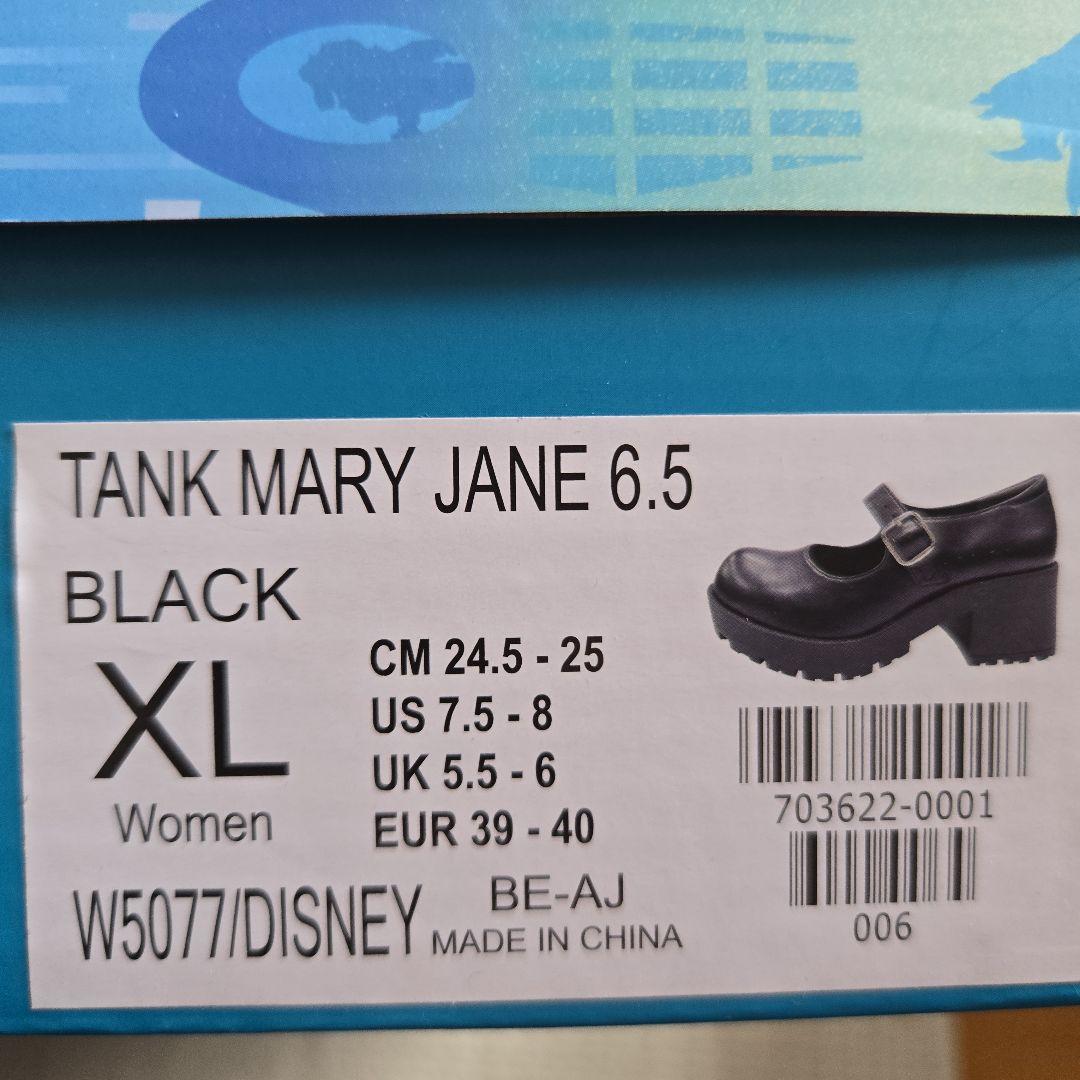 TANK MARY JANE 6.5
BLACK
XL
Women
CM 24.5 - 25
US 7.5 - 8
UK 5.5 - 6
EUR 39 - 40
703622-0001
006
W5077/DISNEY
BE-AJ
MADE IN CHINA